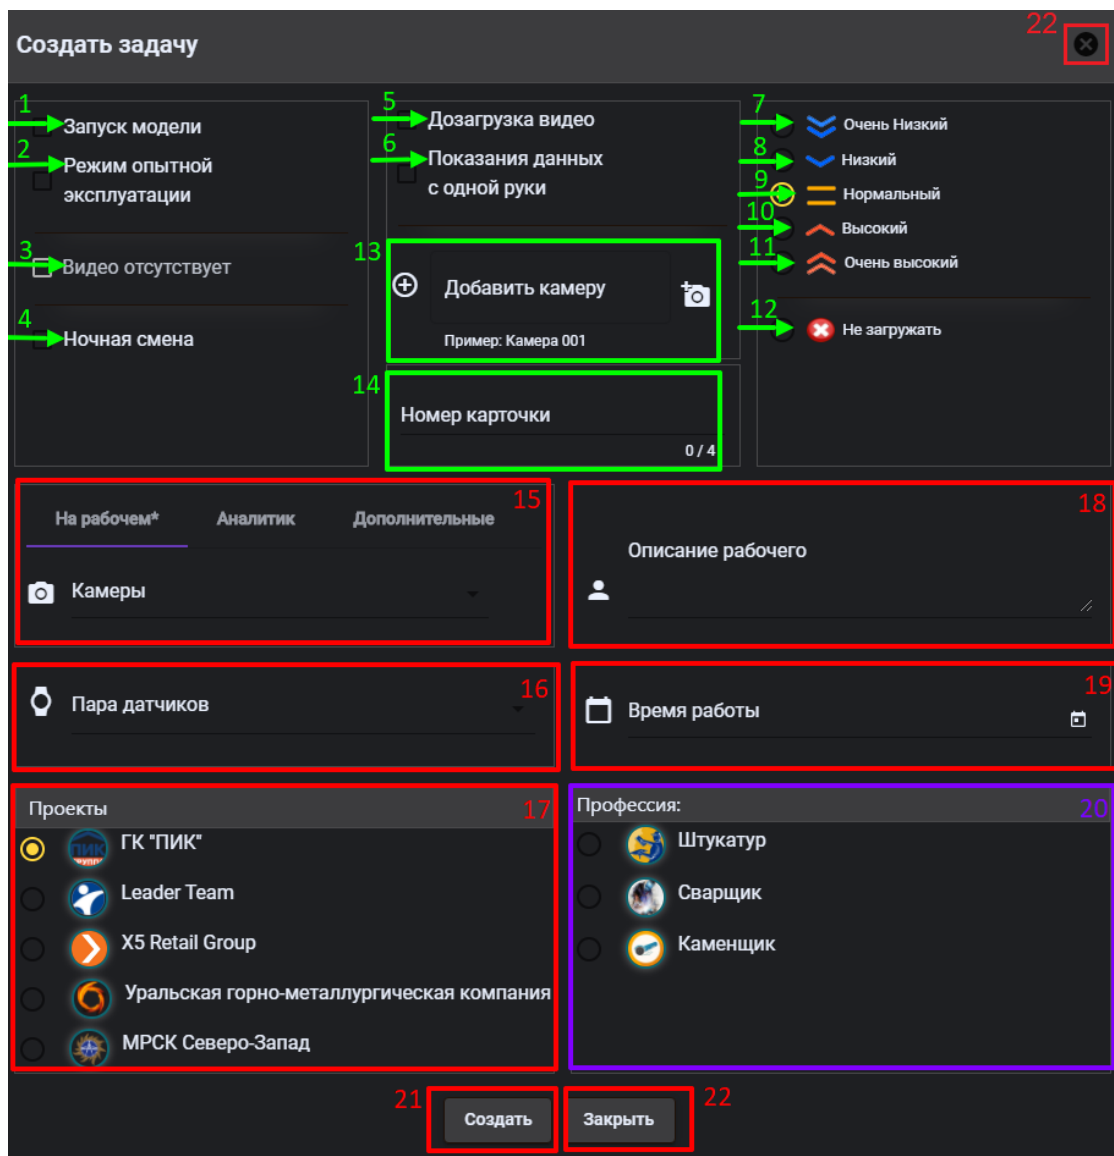 22
Создать задачу
1
Запуск модели
2
Режим опытной
эксплуатации
3
Видео отсутствует
4
Ночная смена
5
Дозагрузка видео
6
Показания данных
с одной руки
13
Добавить камеру
Пример: Камера 001
14
Номер карточки
0 / 4
7
Очень Низкий
8
Низкий
9
Нормальный
10
Высокий
11
Очень высокий
12
Не загружать
15
На рабочем* Аналитик Дополнительные
Камеры
18
Описание рабочего
16
Пара датчиков
19
Время работы
Проекты 17
ПИК
ГК "ПИК"
Leader Team
X5 Retail Group
Уральская горно-металлургическая компания
МРСК Северо-Запад
Профессия: 20
Штукатур
Сварщик
Каменщик
21
Создать
Закрыть
22